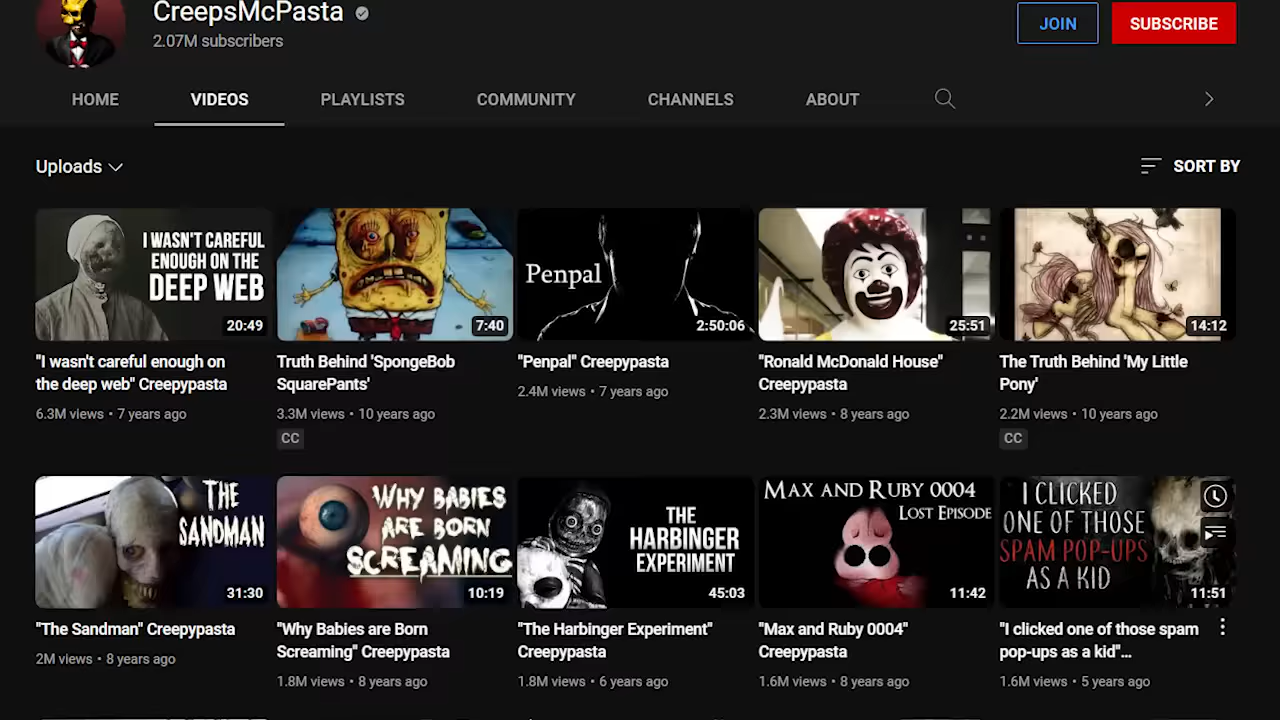 CreepsMcPasta
2.07M subscribers
JOIN
SUBSCRIBE
HOME
VIDEOS
PLAYLISTS
COMMUNITY
CHANNELS
ABOUT
Uploads
SORT BY
I WASN'T CAREFUL
ENOUGH ON THE
DEEP WEB
20:49
7:40
Penpal
2:50:06
25:51
14:12
"I wasn't careful enough on
the deep web" Creepypasta
6.3M views • 7 years ago
Truth Behind 'SpongeBob
SquarePants'
3.3M views • 10 years ago
CC
"Penpal" Creepypasta
2.4M views • 7 years ago
"Ronald McDonald House"
Creepypasta
2.3M views • 8 years ago
The Truth Behind 'My Little
Pony'
2.2M views • 10 years ago
CC
THE
SANDMAN
31:30
WHY BABIES
ARE BORN
SCREAMING
10:19
THE
HARBINGER
EXPERIMENT
45:03
MAX AND RUBY 0004
LOST EPISODE
11:42
I CLICKED
ONE OF THOSE
SPAM POP-UPS
AS A KID
11:51
"The Sandman" Creepypasta
2M views • 8 years ago
"Why Babies are Born
Screaming" Creepypasta
1.8M views • 8 years ago
"The Harbinger Experiment"
Creepypasta
1.8M views • 6 years ago
"Max and Ruby 0004"
Creepypasta
1.6M views • 8 years ago
"I clicked one of those spam
pop-ups as a kid"...
1.6M views • 5 years ago